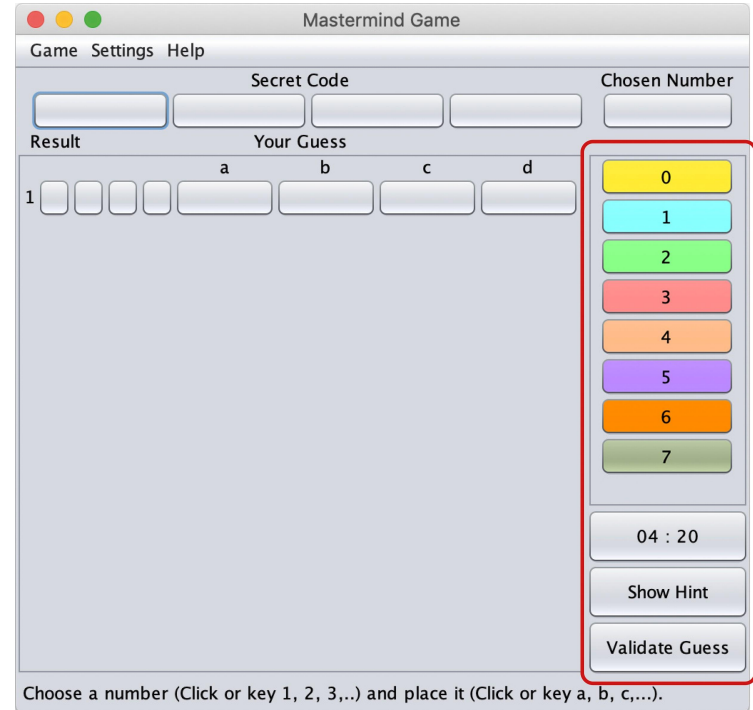 Mastermind Game
Game Settings Help
Secret Code Chosen Number
Result Your Guess
a b c d
1
0
1
2
3
4
5
6
7
04 : 20
Show Hint
Validate Guess
Choose a number (Click or key 1, 2, 3,..) and place it (Click or key a, b, c,...).